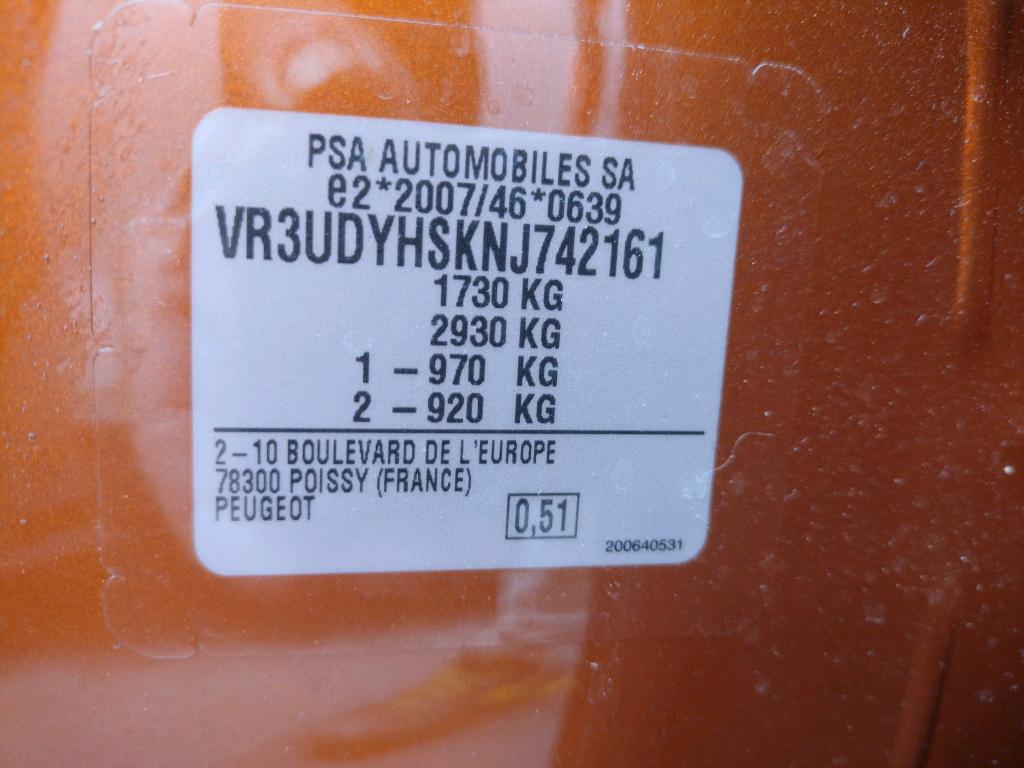 PSA AUTOMOBILES SA
e2*2007/46*0639
VR3UDYHSKNJ742161
1730 KG
2930 KG
1 – 970 KG
2 – 920 KG
2–10 BOULEVARD DE L'EUROPE
78300 POISSY (FRANCE)
PEUGEOT
0,51
200640531